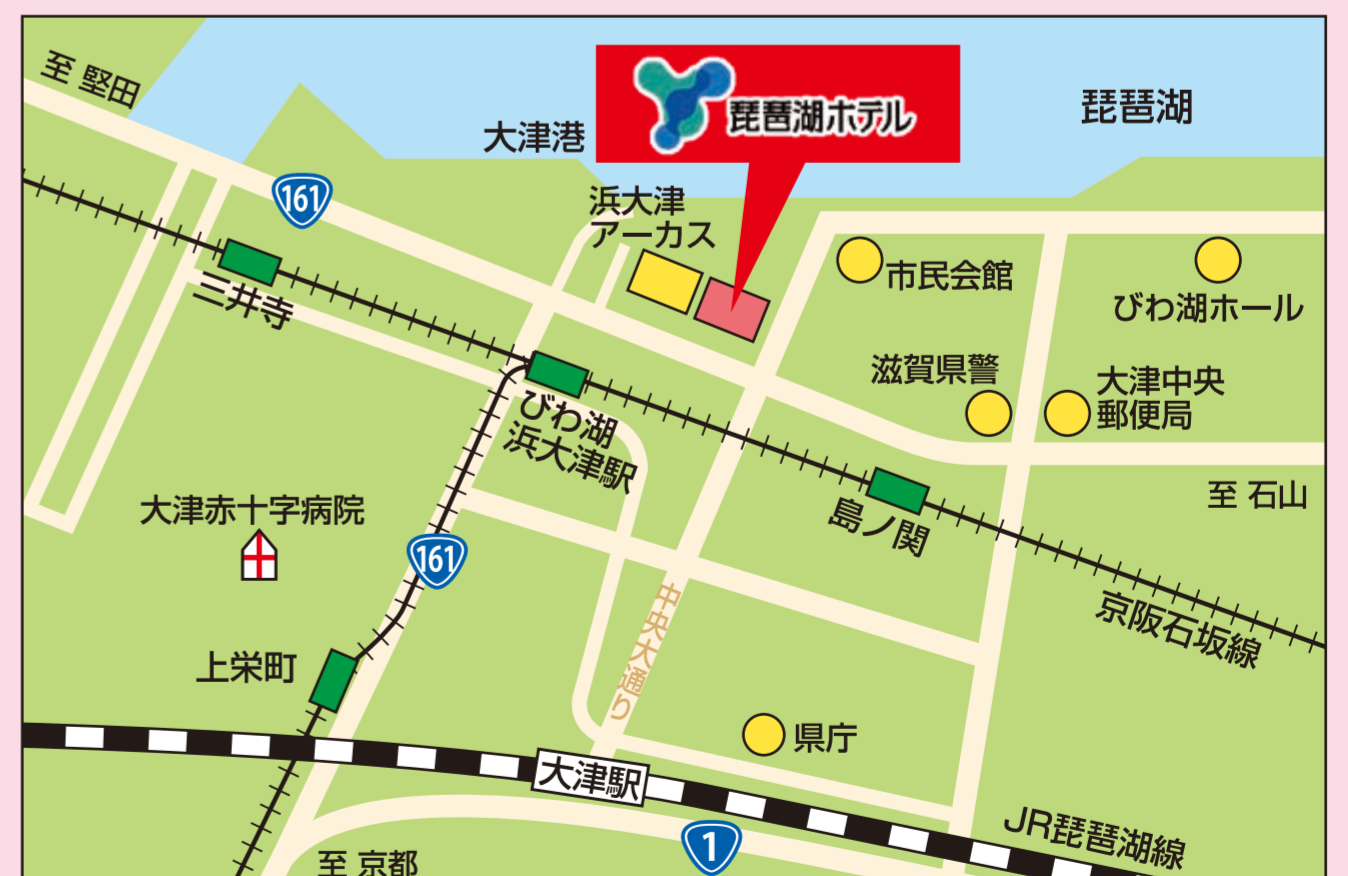 至 堅田
琵琶湖ホテル
琵琶湖
大津港
161
浜大津
アーカス
市民会館
びわ湖ホール
三井寺
滋賀県警
大津中央
郵便局
びわ湖
浜大津駅
至 石山
島ノ関
大津赤十字病院
161
中央大通り
京阪石坂線
上栄町
県庁
大津駅
JR琵琶湖線
1
至 京都